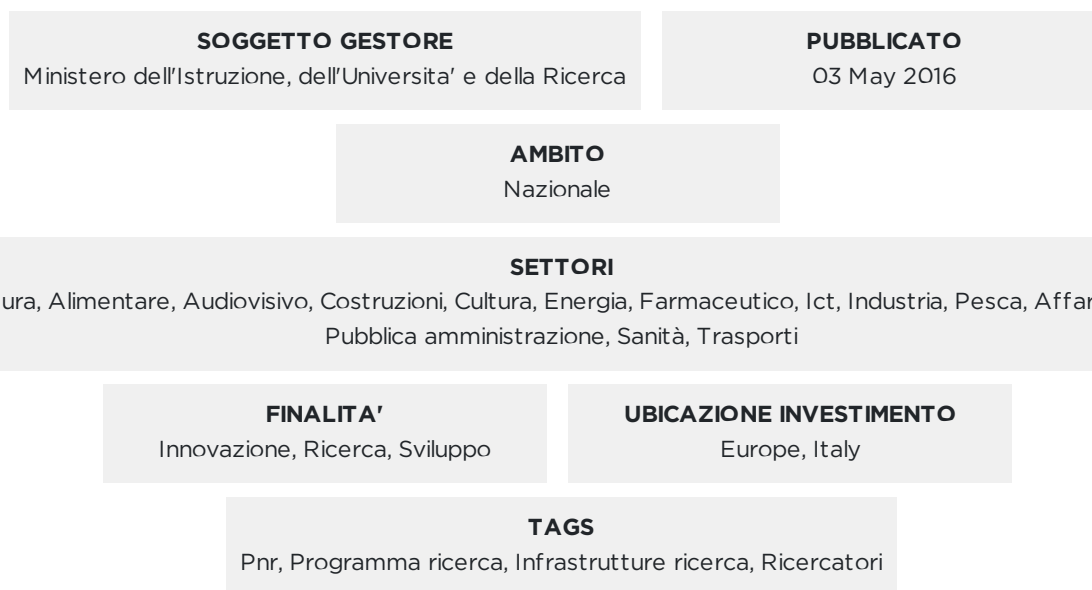 SOGGETTO GESTORE
Ministero dell'Istruzione, dell'Universita' e della Ricerca
PUBBLICATO
03 May 2016
AMBITO
Nazionale
SETTORI
ura, Alimentare, Audiovisivo, Costruzioni, Cultura, Energia, Farmaceutico, Ict, Industria, Pesca, Affar
Pubblica amministrazione, Sanità, Trasporti
FINALITA'
Innovazione, Ricerca, Sviluppo
UBICAZIONE INVESTIMENTO
Europe, Italy
TAGS
Pnr, Programma ricerca, Infrastrutture ricerca, Ricercatori